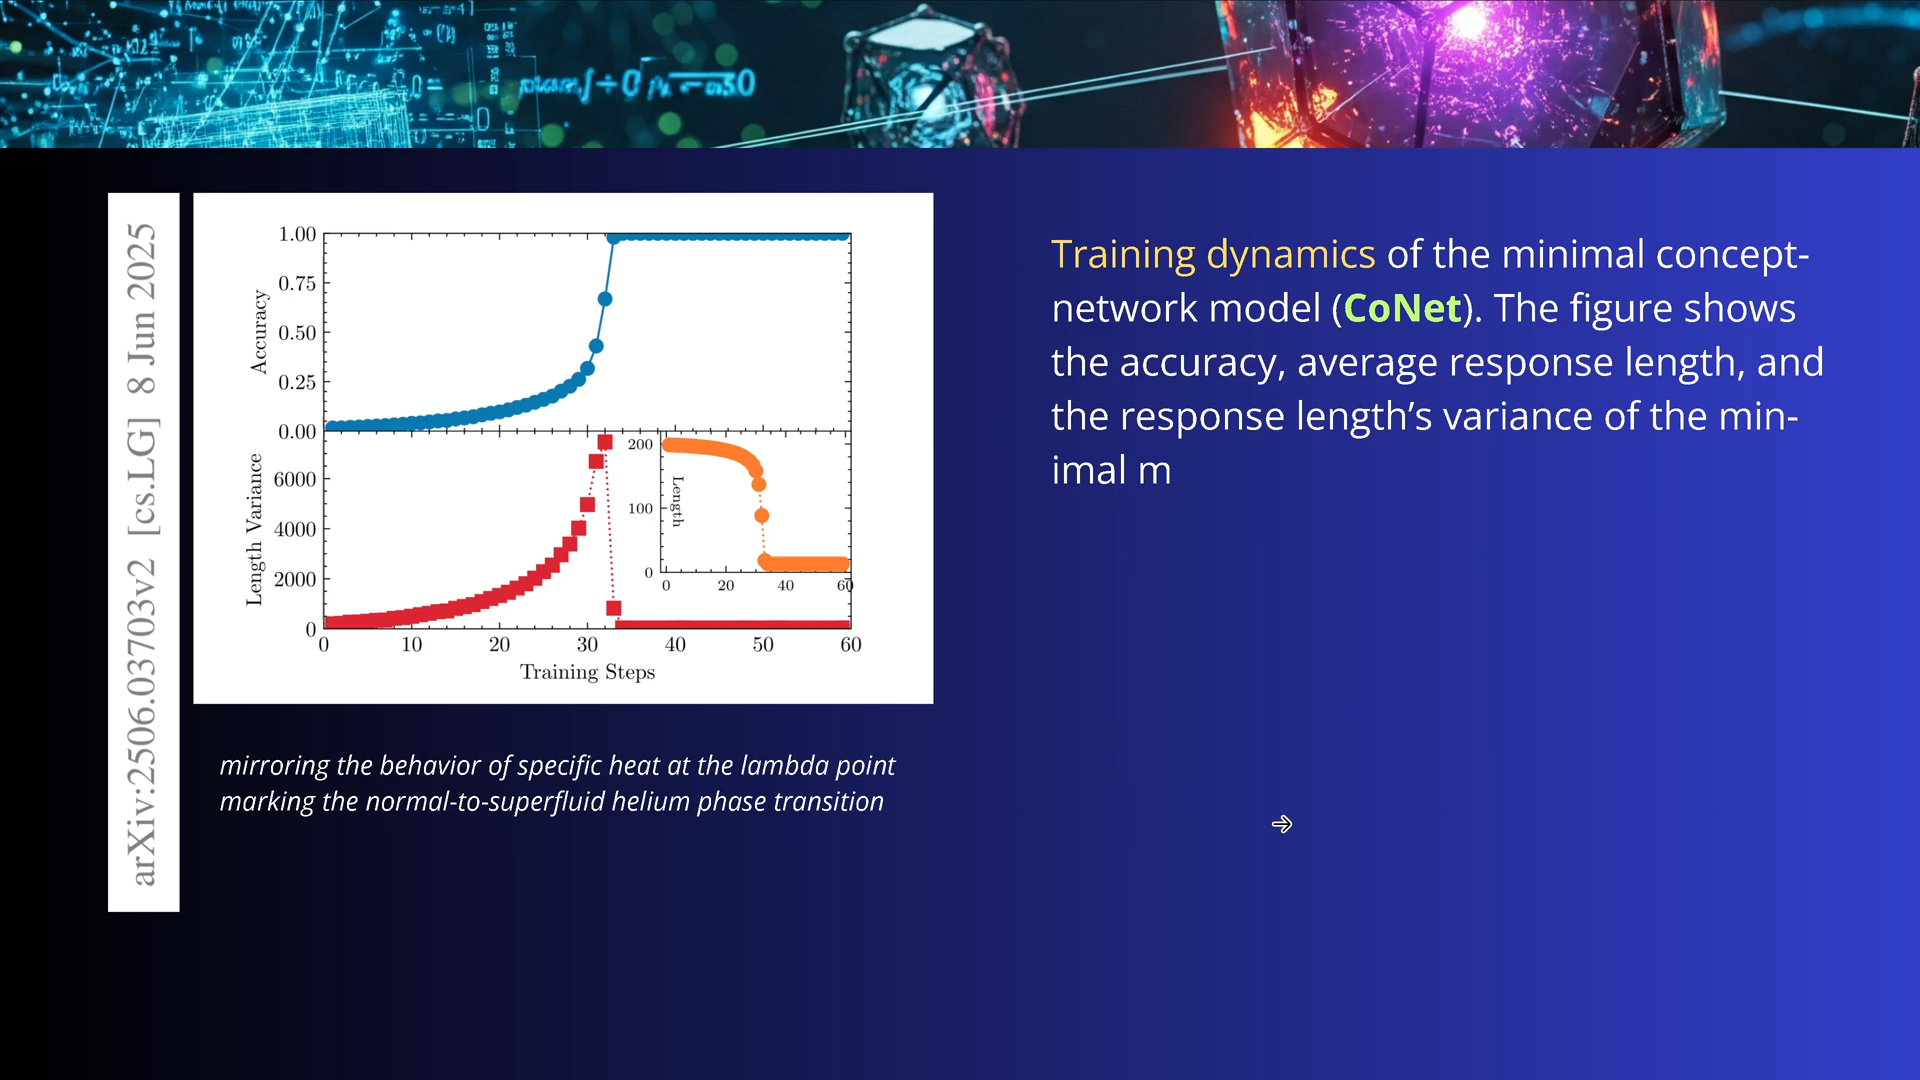 arXiv:2506.03703v2 [cs.LG] 8 Jun 2025
1.00
0.75
0.50
0.25
0.00
Accuracy
6000
4000
2000
0
Length Variance
200
100
0
Length
0 20 40 60
0 10 20 30 40 50 60
Training Steps
mirroring the behavior of specific heat at the lambda point
marking the normal-to-superfluid helium phase transition
Training dynamics of the minimal concept-
network model (CoNet). The figure shows
the accuracy, average response length, and
the response length’s variance of the min-
imal m